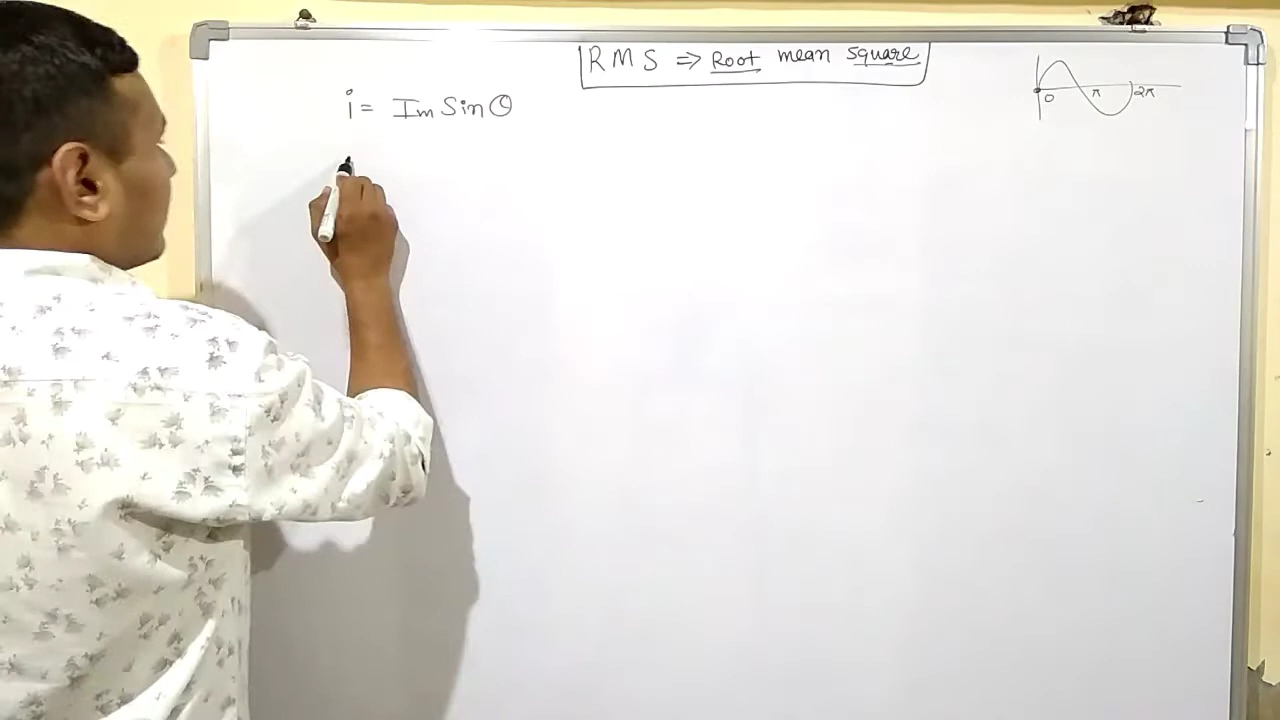 RMS ⇒ Root mean square
i = Im Sin θ
0 π 2π